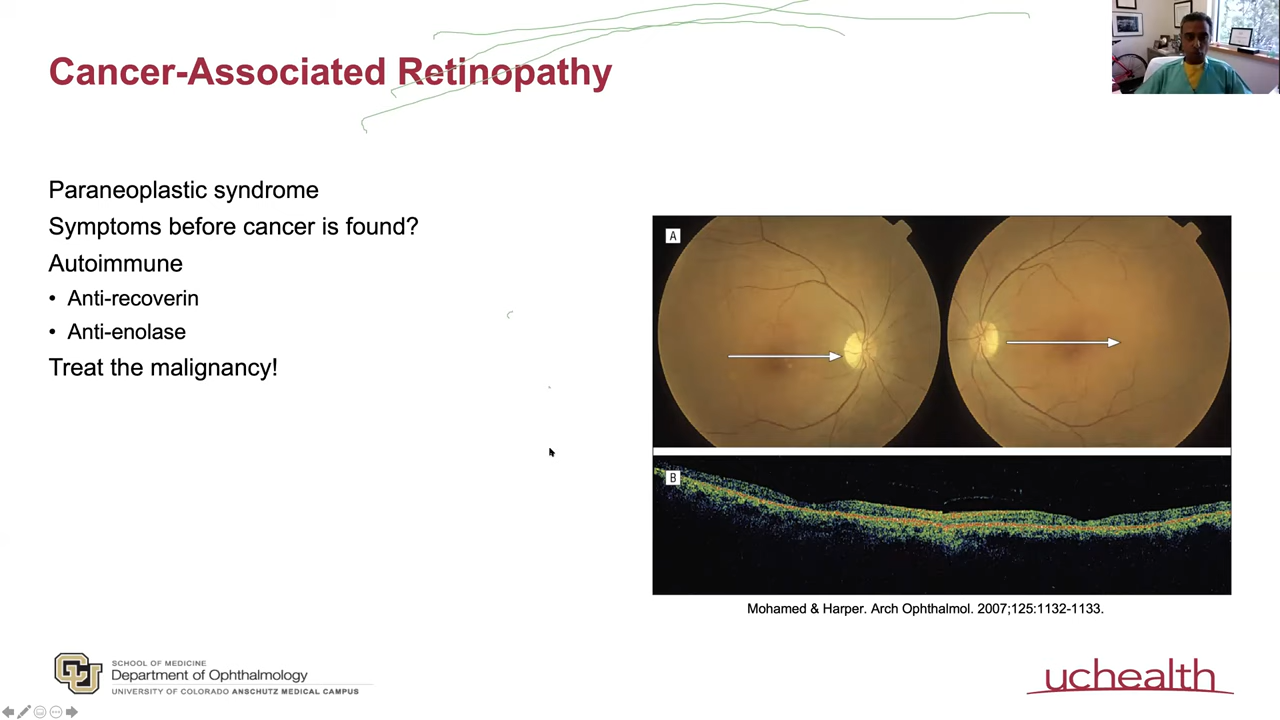 Cancer-Associated Retinopathy
Paraneoplastic syndrome
Symptoms before cancer is found?
Autoimmune
• Anti-recoverin
• Anti-enolase
Treat the malignancy!
A
B
Mohamed & Harper. Arch Ophthalmol. 2007;125:1132-1133.
CU
SCHOOL OF MEDICINE
Department of Ophthalmology
UNIVERSITY OF COLORADO ANSCHUTZ MEDICAL CAMPUS
uchealth